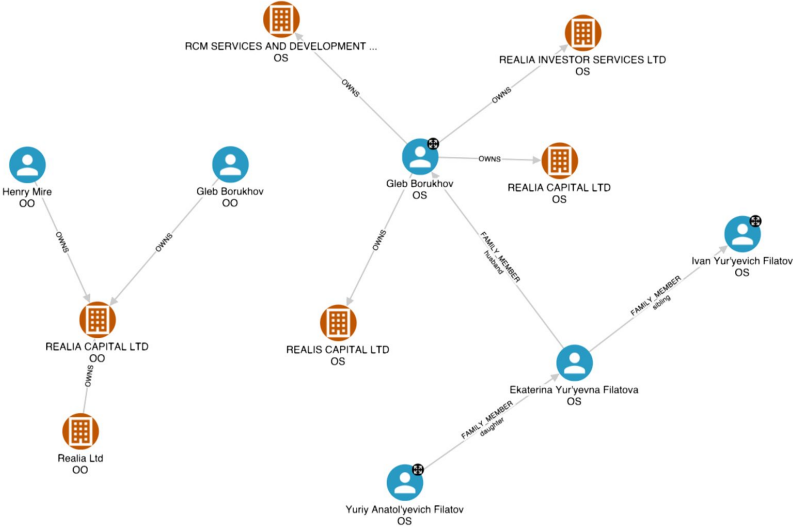 RCM SERVICES AND DEVELOPMENT ...
OS
REALIA INVESTOR SERVICES LTD
OS
OWNS
OWNS
Henry Mire
OO
Gleb Borukhov
OO
Gleb Borukhov
OS
OWNS
REALIA CAPITAL LTD
OS
OWNS
OWNS
OWNS
FAMILY_MEMBER
husband
Ivan Yur'yevich Filatov
OS
FAMILY_MEMBER
sibling
REALIA CAPITAL LTD
OO
REALIS CAPITAL LTD
OS
OWNS
Ekaterina Yur'yevna Filatova
OS
FAMILY_MEMBER
daughter
Realia Ltd
OO
Yuriy Anatol'yevich Filatov
OS